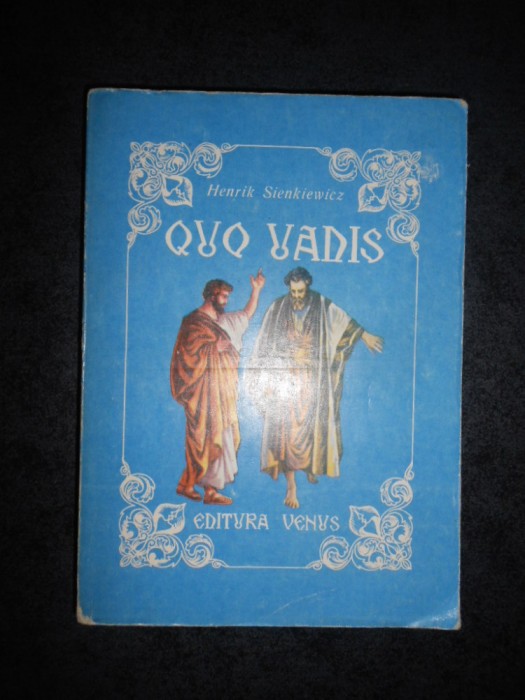 Henrik Sienkiewicz
QUO VADIS
EDITURA VENUS